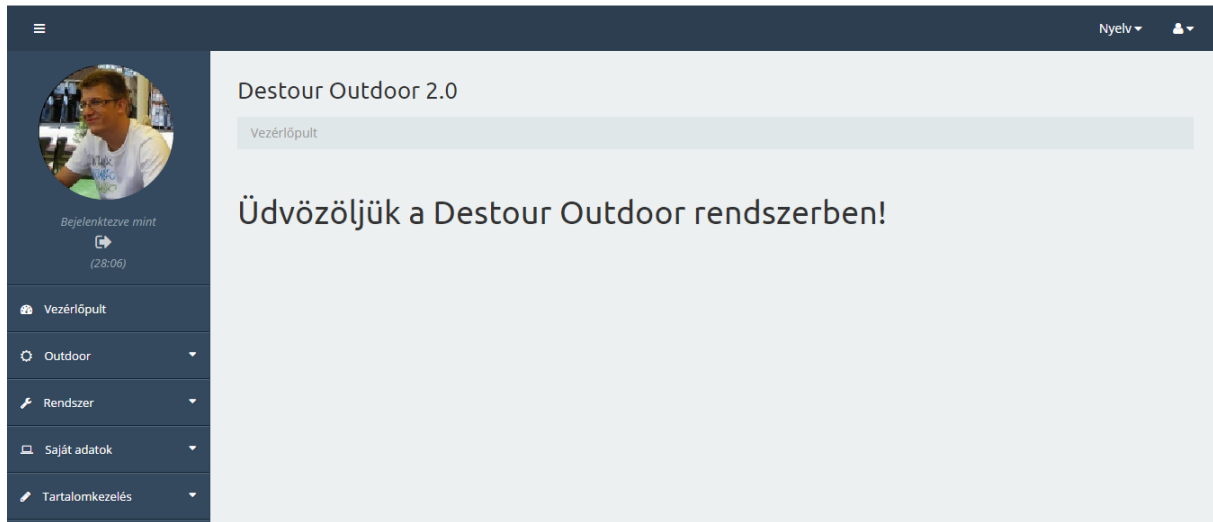 Nyelv
Destour Outdoor 2.0
Vezérlőpult
Üdvözöljük a Destour Outdoor rendszerben!
Bejelenktezve mint
(28:06)
Vezérlőpult
Outdoor
Rendszer
Saját adatok
Tartalomkezelés